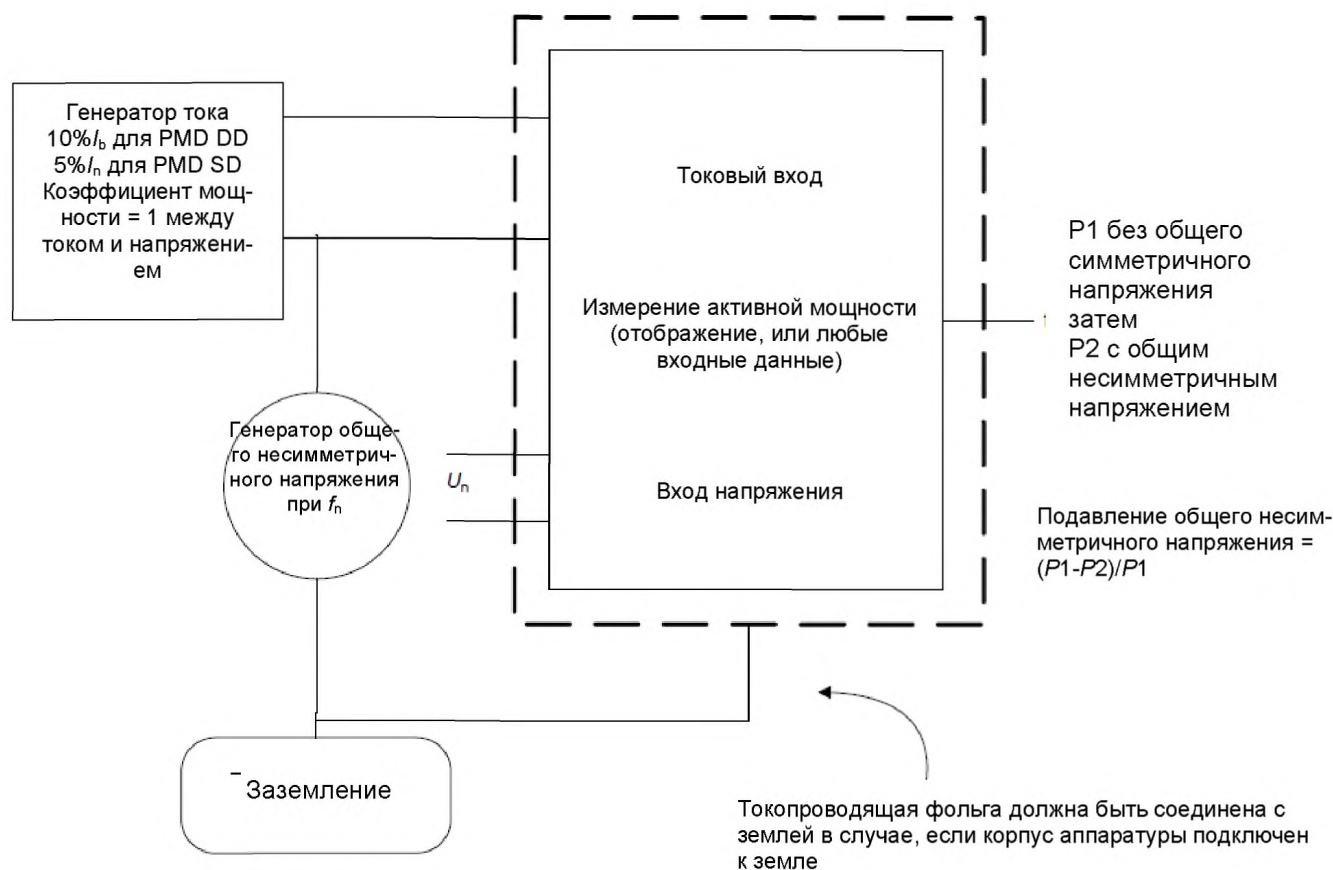 Генератор тока
10%Ib для PMD DD
5%In для PMD SD
Коэффициент мощ-
ности = 1 между
током и напряжени-
ем
Токовый вход
Измерение активной мощности
(отображение, или любые
входные данные)
Вход напряжения
P1 без общего
симметричного
напряжения
затем
P2 с общим
несимметричным
напряжением
Генератор обще-
го несимметрич-
ного напряжения
при fn
Un
Подавление общего несим-
метричного напряжения =
(P1-P2)/P1
Заземление
Токопроводящая фольга должна быть соединена с
землей в случае, если корпус аппаратуры подключен
к земле